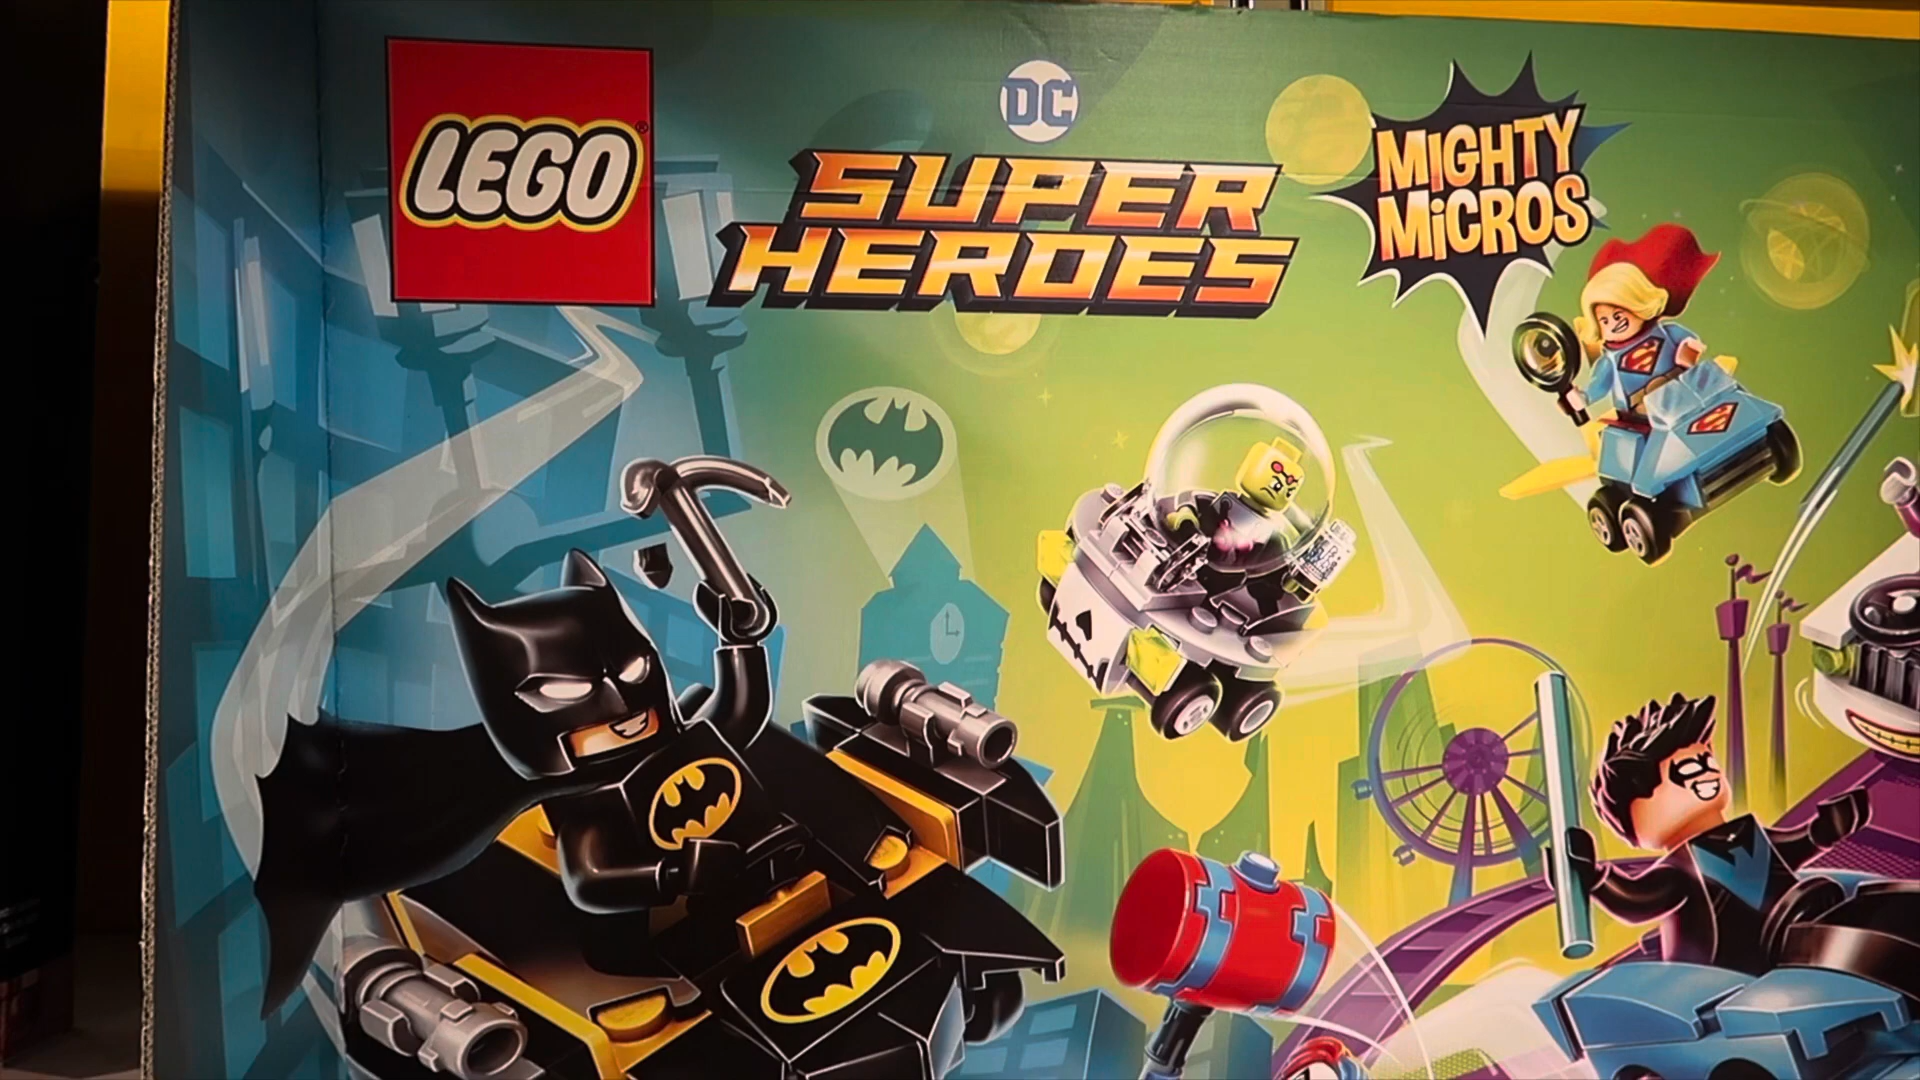 LEGO®
DC
SUPER
HEROES
MIGHTY
MiCROS
S
S